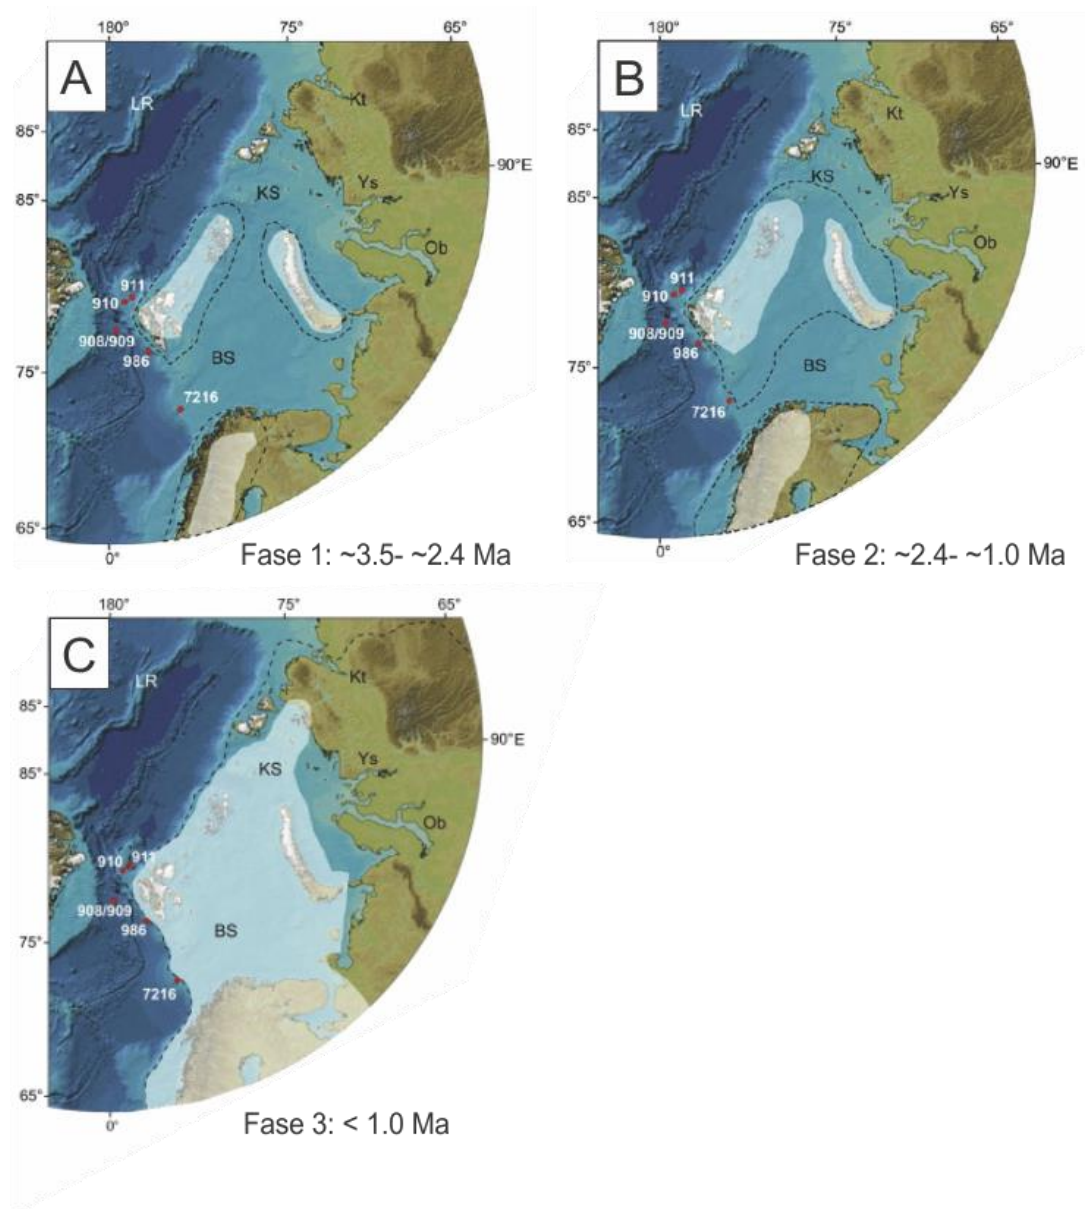 180° 75° 65°
A
LR
Kt
85°
90°E
KS
Ys
85°
Ob
911
910
908/909
986
BS
75°
7216
65°
0°
Fase 1: ~3.5- ~2.4 Ma
180° 75° 65°
B
LR
Kt
85°
90°E
KS
85°
Ys
Ob
911
910
908/909
986
75°
BS
7216
65°
0°
Fase 2: ~2.4- ~1.0 Ma
180° 75° 65°
C
LR
Kt
85°
90°E
KS
Ys
85°
Ob
910 911
908/909
986
BS
75°
7216
65°
0°
Fase 3: < 1.0 Ma